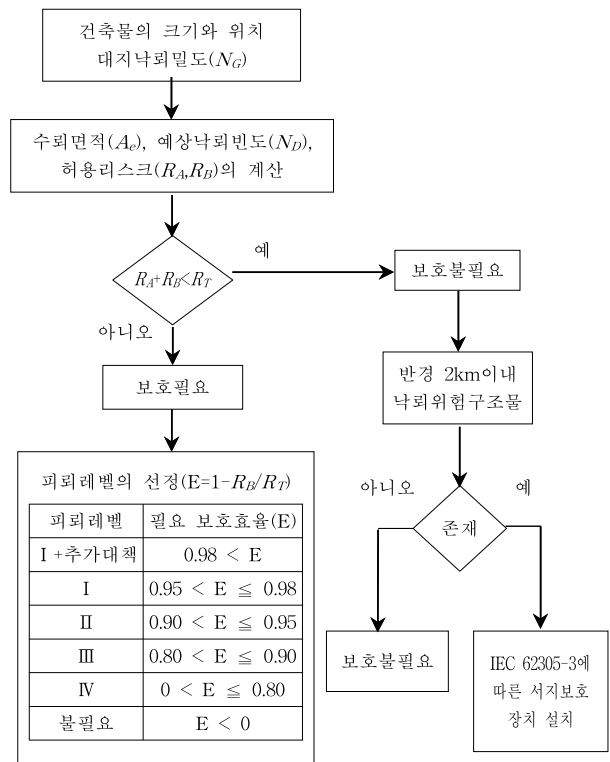 건축물의 크기와 위치
대지낙뢰밀도(N_G)
수뢰면적(A_e), 예상낙뢰빈도(N_D),
허용리스크(R_A,R_B)의 계산
R_A+R_B<R_T
예
아니오
보호불필요
보호필요
반경 2km이내
낙뢰위험구조물
피뢰레벨의 선정(E=1-R_B/R_T)
피뢰레벨 필요 보호효율(E)
Ⅰ+추가대책 0.98 < E
Ⅰ 0.95 < E ≦ 0.98
Ⅱ 0.90 < E ≦ 0.95
Ⅲ 0.80 < E ≦ 0.90
Ⅳ 0 < E ≦ 0.80
불필요 E < 0
아니오
예
존재
보호불필요
IEC 62305-3에
따른 서지보호
장치 설치